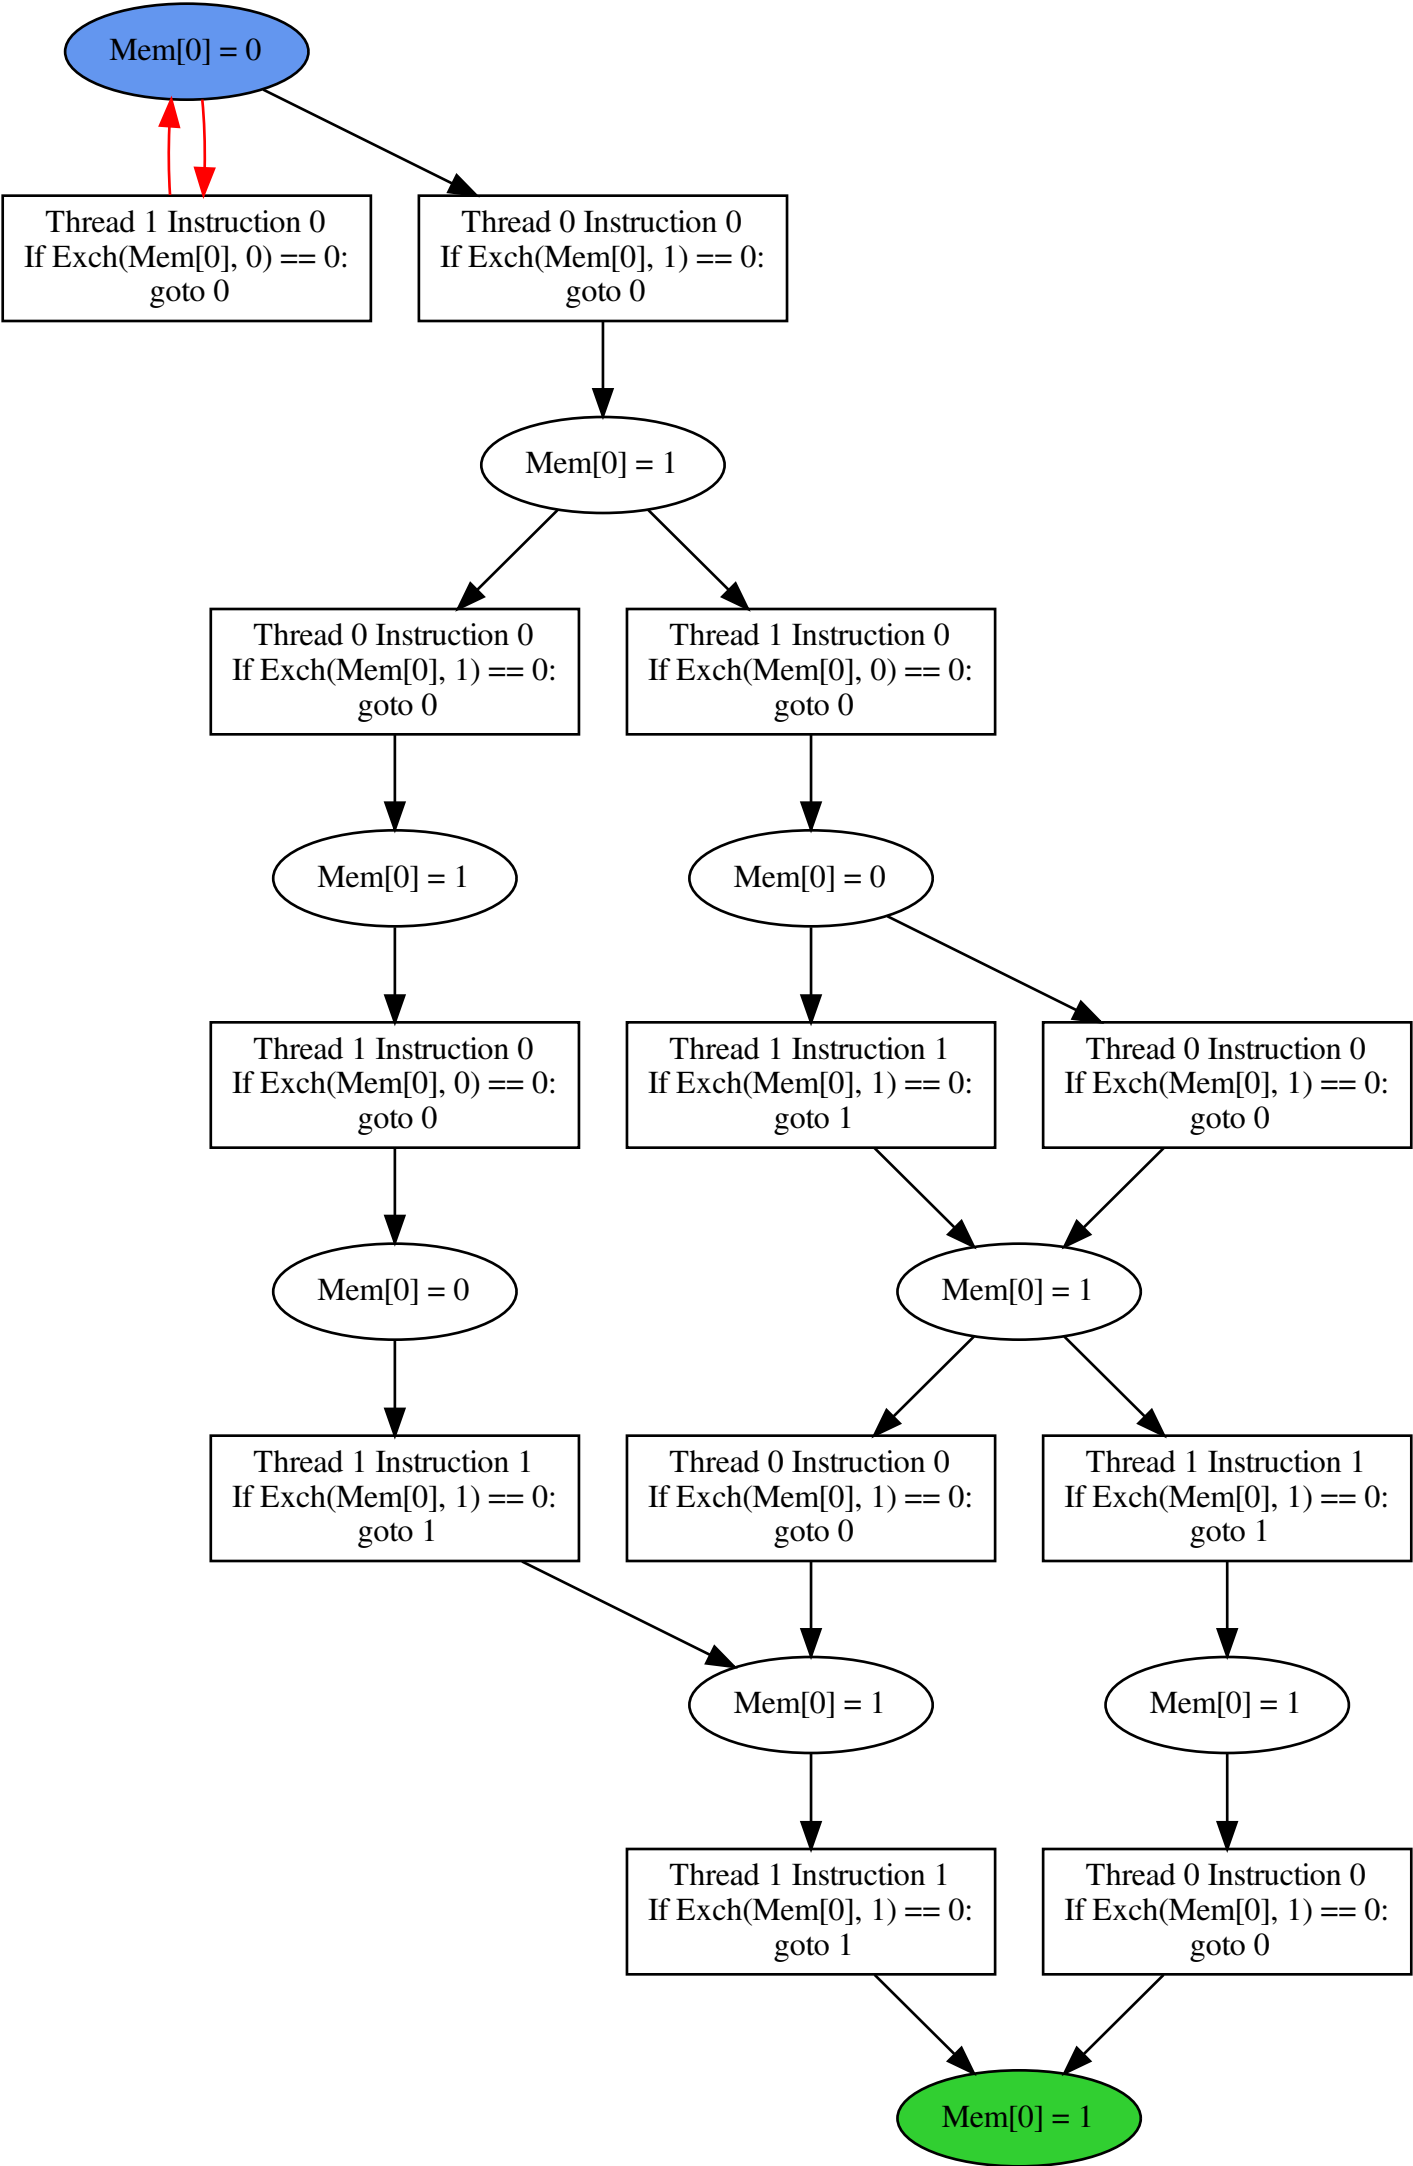 Mem[0] = 0
Thread 1 Instruction 0
If Exch(Mem[0], 0) == 0:
goto 0
Thread 0 Instruction 0
If Exch(Mem[0], 1) == 0:
goto 0
Mem[0] = 1
Thread 0 Instruction 0
If Exch(Mem[0], 1) == 0:
goto 0
Thread 1 Instruction 0
If Exch(Mem[0], 0) == 0:
goto 0
Mem[0] = 1
Mem[0] = 0
Thread 1 Instruction 0
If Exch(Mem[0], 0) == 0:
goto 0
Thread 1 Instruction 1
If Exch(Mem[0], 1) == 0:
goto 1
Thread 0 Instruction 0
If Exch(Mem[0], 1) == 0:
goto 0
Mem[0] = 0
Mem[0] = 1
Thread 1 Instruction 1
If Exch(Mem[0], 1) == 0:
goto 1
Thread 0 Instruction 0
If Exch(Mem[0], 1) == 0:
goto 0
Thread 1 Instruction 1
If Exch(Mem[0], 1) == 0:
goto 1
Mem[0] = 1
Mem[0] = 1
Thread 1 Instruction 1
If Exch(Mem[0], 1) == 0:
goto 1
Thread 0 Instruction 0
If Exch(Mem[0], 1) == 0:
goto 0
Mem[0] = 1